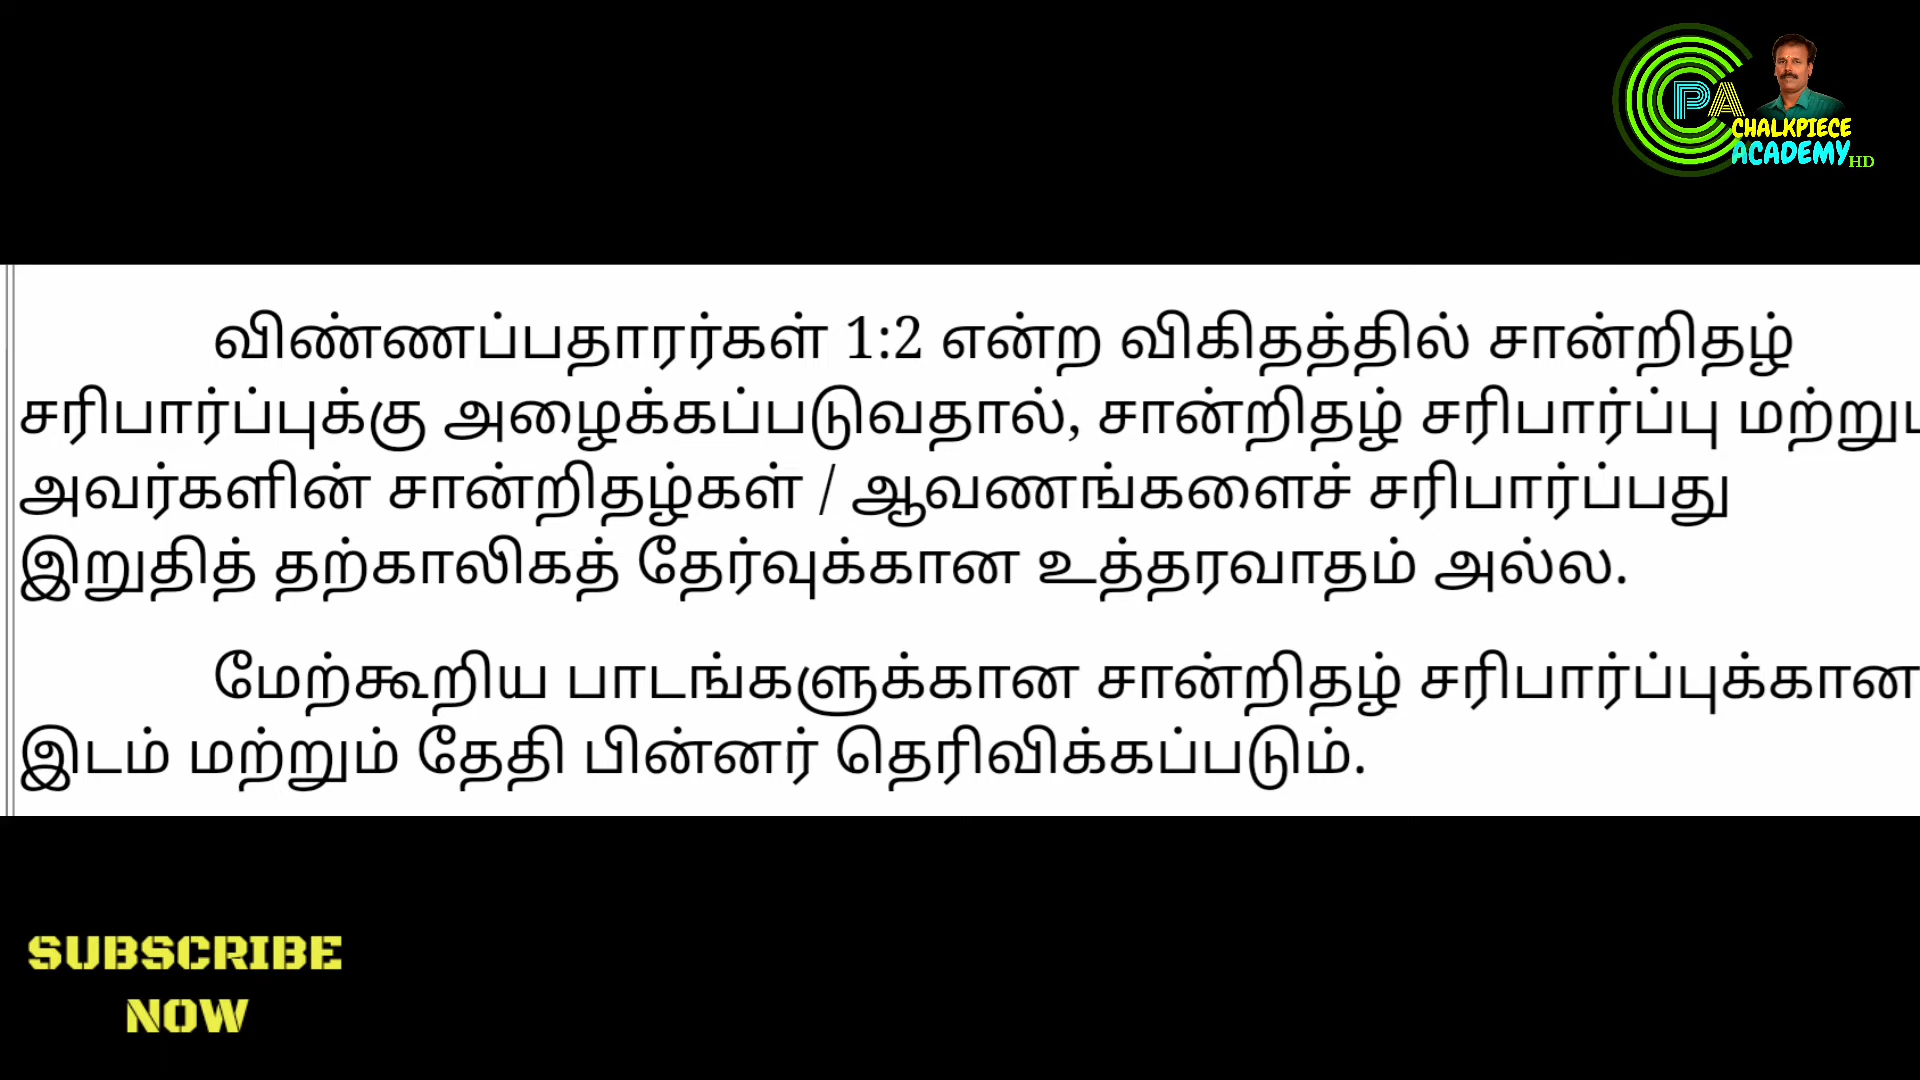 PA
CHALKPIECE
ACADEMY HD
விண்ணப்பதாரர்கள் 1:2 என்ற விகிதத்தில் சான்றிதழ்
சரிபார்ப்புக்கு அழைக்கப்படுவதால், சான்றிதழ் சரிபார்ப்பு
அவர்களின் சான்றிதழ்கள் / ஆவணங்களைச் சரிபார்ப்பது
இறுதித் தற்காலிகத் தேர்வுக்கான உத்தரவாதம் அல்ல.
மேற்கூறிய பாடங்களுக்கான சான்றிதழ் சரிபார்ப்புக்கான
இடம் மற்றும் தேதி பின்னர் தெரிவிக்கப்படும்.
SUBSCRIBE
NOW